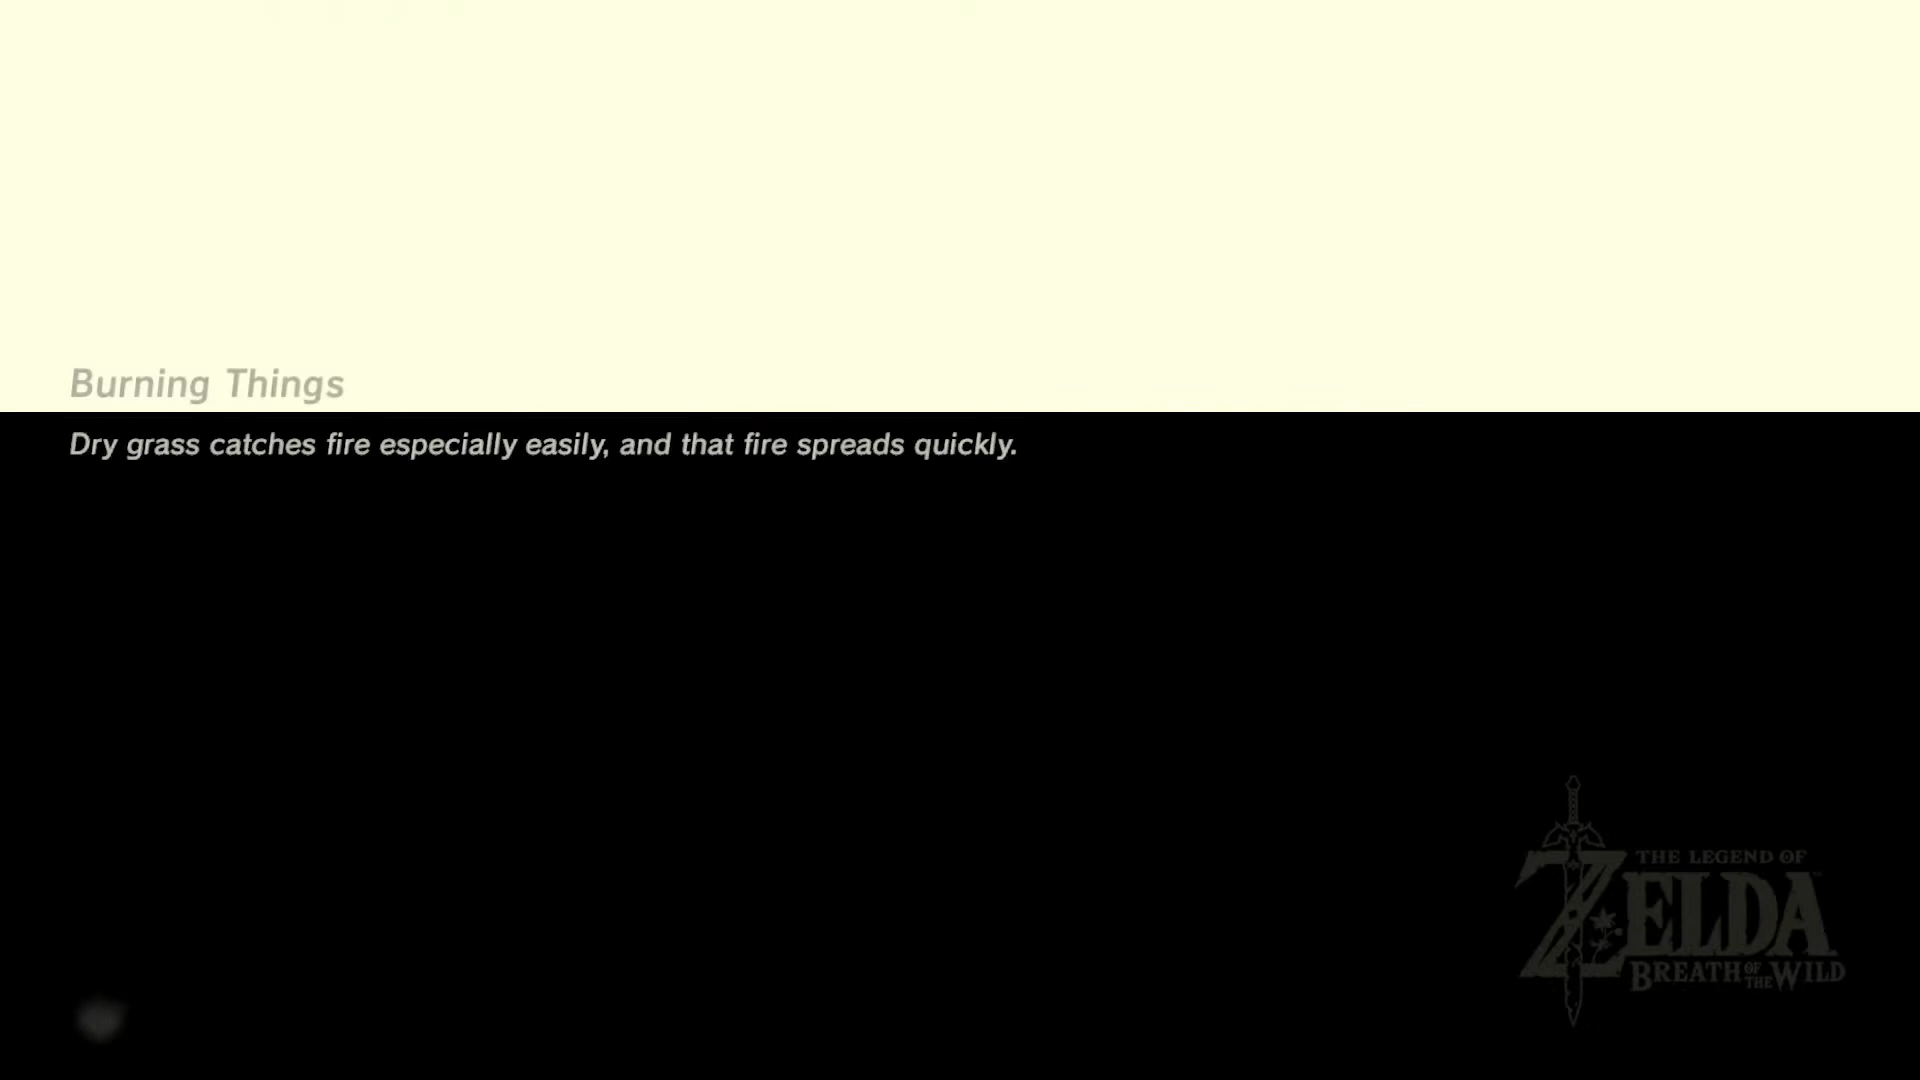 Burning Things
Dry grass catches fire especially easily, and that fire spreads quickly.
THE LEGEND OF
ZELDA
BREATH OF THE WILD